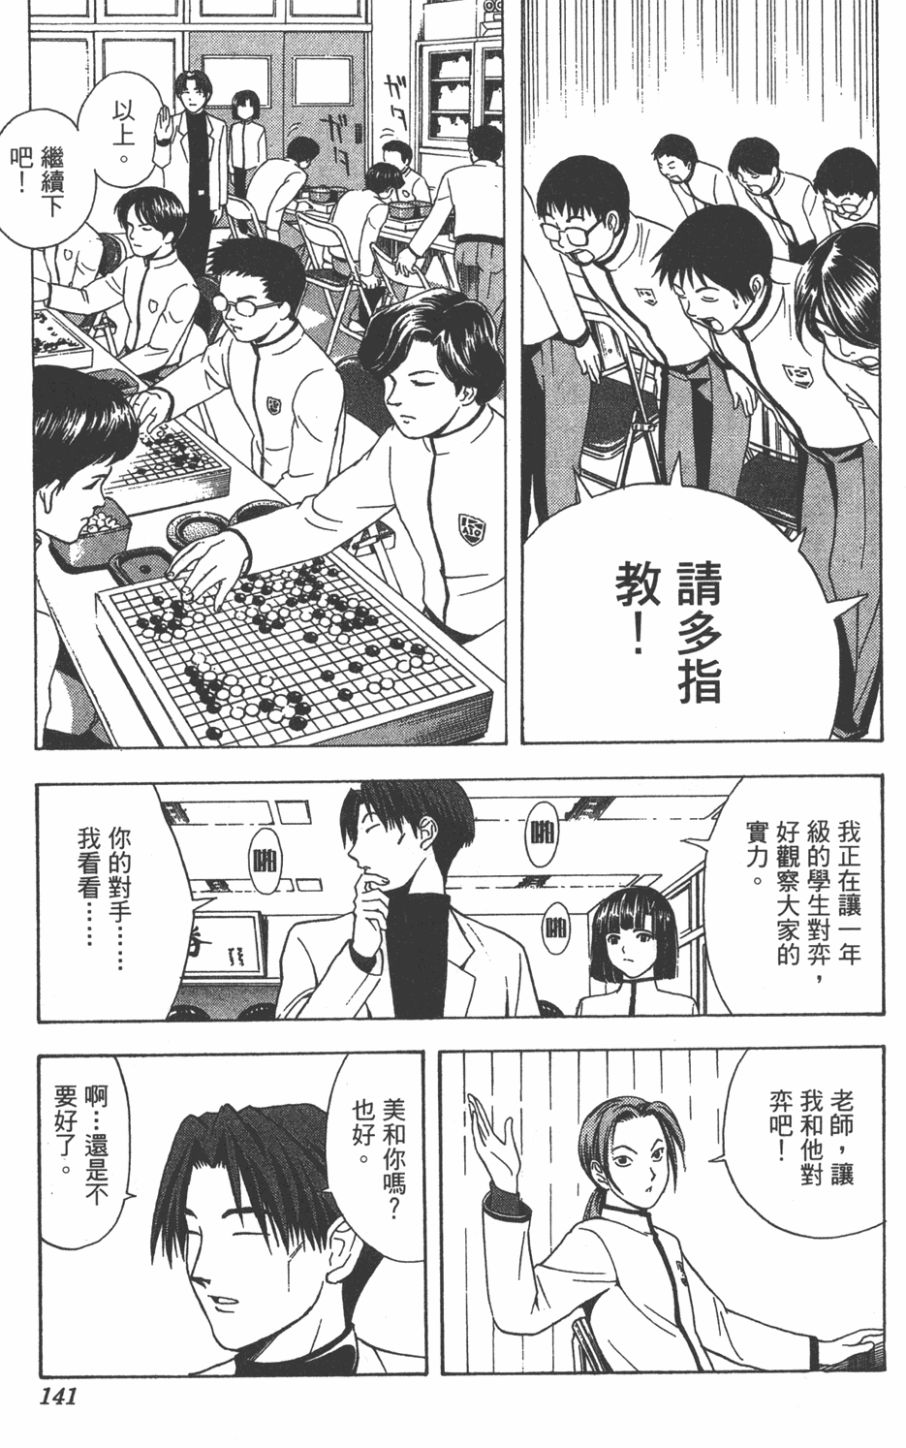 請多指
教！
以上。
繼續下
吧！
ガタ
ガタ
我正在讓一年
級的學生對弈，
好觀察大家的
實力。
你的對手……
我看看……
老師，讓
我和他對
弈吧！
美和你嗎？
也好。
啊…還是不
要好了。
141